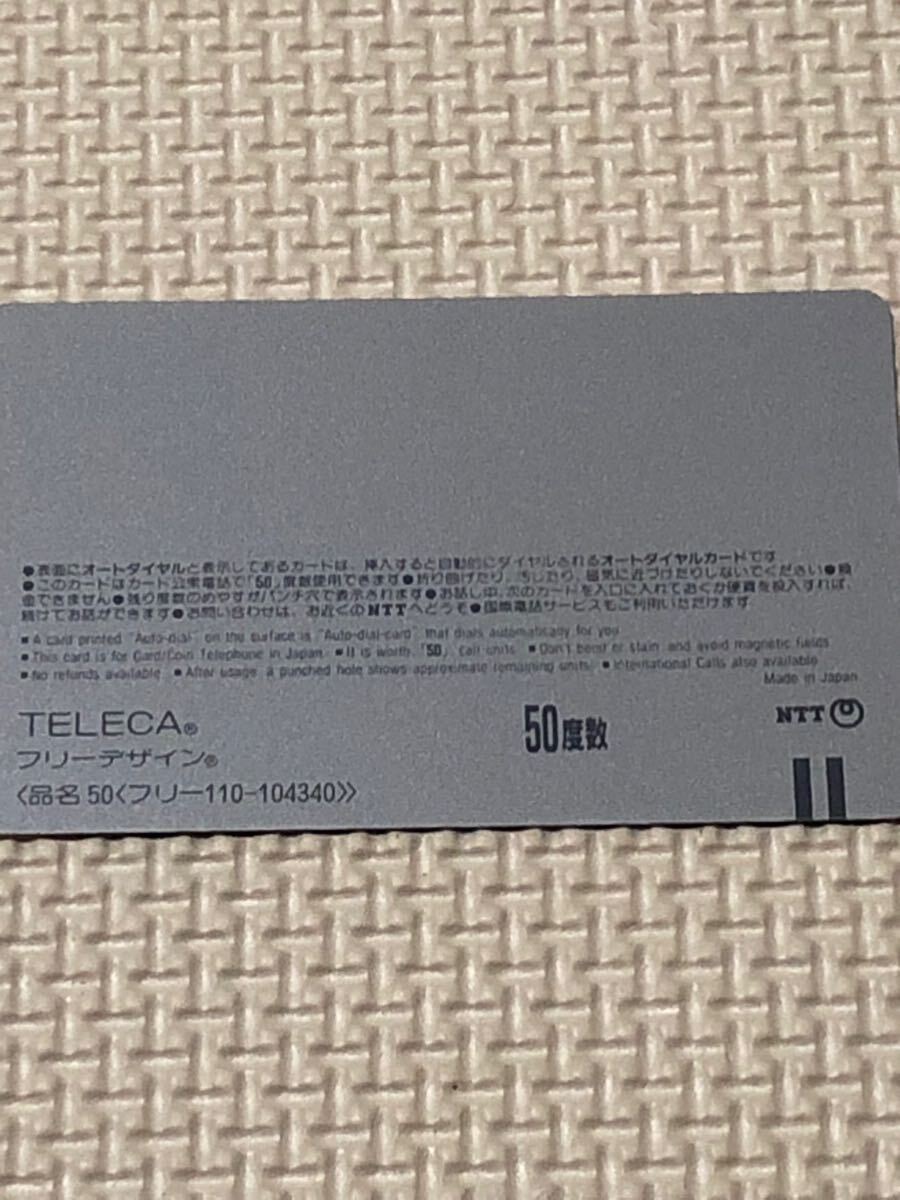 ●表面にオートダイヤルと表示してあるカードは、挿入すると自動的にダイヤルされるオートダイヤルカードです
●このカードはカード公衆電話で「50」度数使用できます●折り曲げたり、汚したり、磁気に近づけたりしないでください●換
金できません●残り度数のめやすがパンチ穴で表示されます●お話し中、次のカードを入口に入れておくか硬貨を投入すれば、
続けてお話ができます●お問い合わせは、お近くのNTTへどうぞ●国際電話サービスもご利用いただけます
■ A card printed "Auto-dial" on the surface is "Auto-dial-card" that dials automatically for you
■ This card is for Card/Coin Telephone in Japan ■ It is worth「50」call units ■ Don't bend or stain and avoid magnetic fields
■ No refunds available ■ After usage a punched hole shows approximate remaining units ■ International Calls also available
Made in Japan
TELECA® 50度数 NTT
フリーデザイン®
〈品名 50〈フリー110-104340〉〉